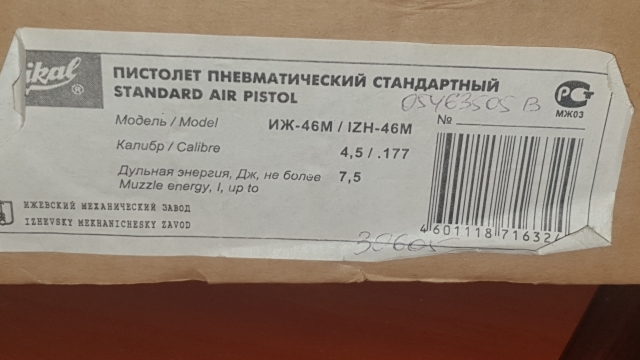 ikal ®
ПИСТОЛЕТ ПНЕВМАТИЧЕСКИЙ СТАНДАРТНЫЙ
STANDARD AIR PISTOL
РСТ
МЖ03
Модель / Model ИЖ-46М / IZH-46M
№
Калибр / Calibre 4,5 / .177
Дульная энергия, Дж, не более 7,5
Muzzle energy, I, up to
ИЖЕВСКИЙ МЕХАНИЧЕСКИЙ ЗАВОД
IZHEVSKY MEKHANICHESKY ZAVOD
4 601118 71632